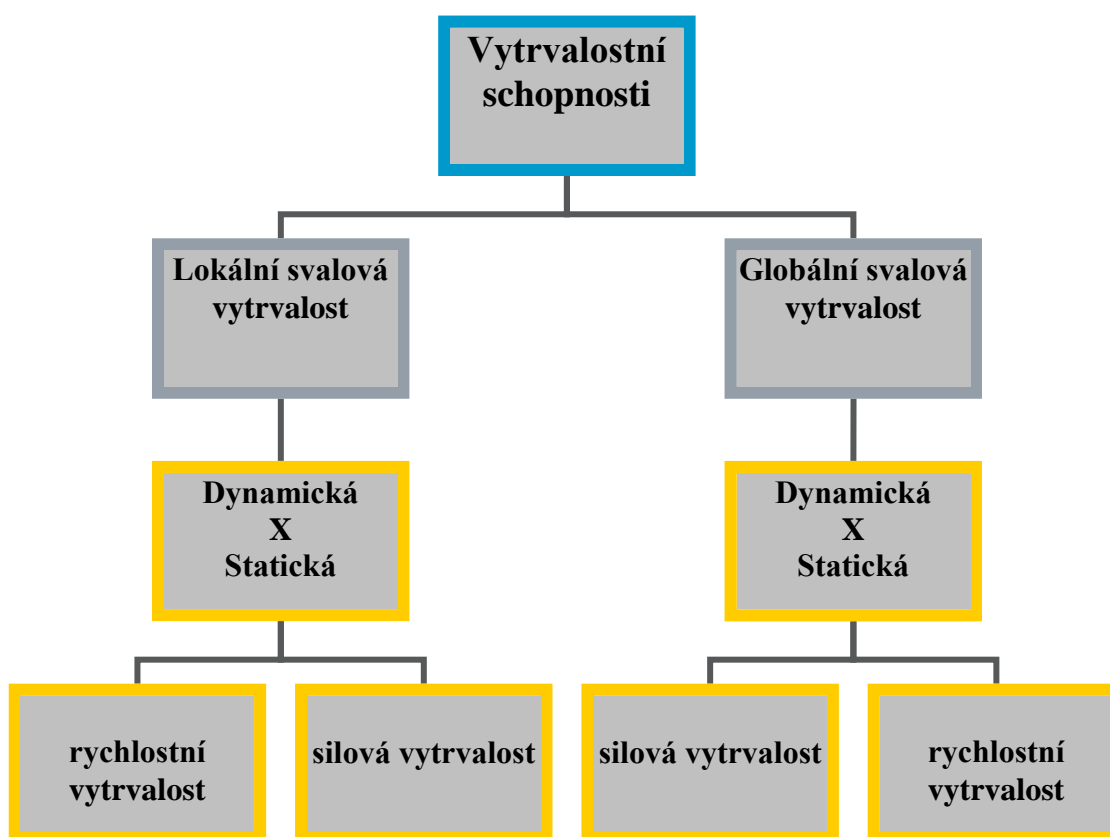 Vytrvalostní
schopnosti
Lokální svalová
vytrvalost
Globální svalová
vytrvalost
Dynamická
X
Statická
Dynamická
X
Statická
rychlostní
vytrvalost
silová vytrvalost
silová vytrvalost
rychlostní
vytrvalost